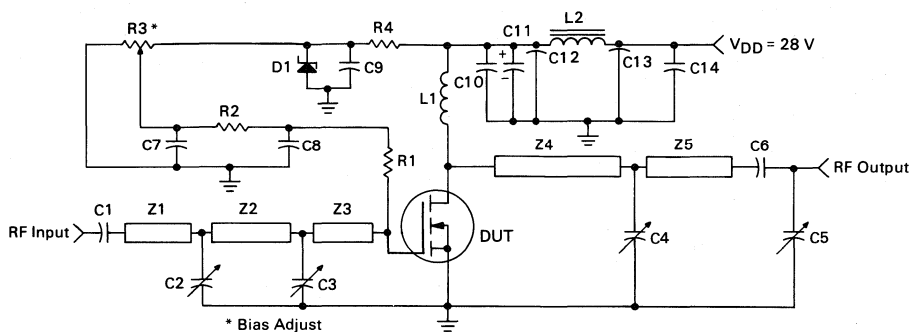 R3 *
R4
C11
L2
V_DD = 28 V
D1
C9
C10
+
−
C12
C13
C14
L1
R2
C7
C8
R1
Z4
Z5
C6
RF Output
C1
Z1
Z2
Z3
RF Input
DUT
C4
C5
C2
C3
* Bias Adjust